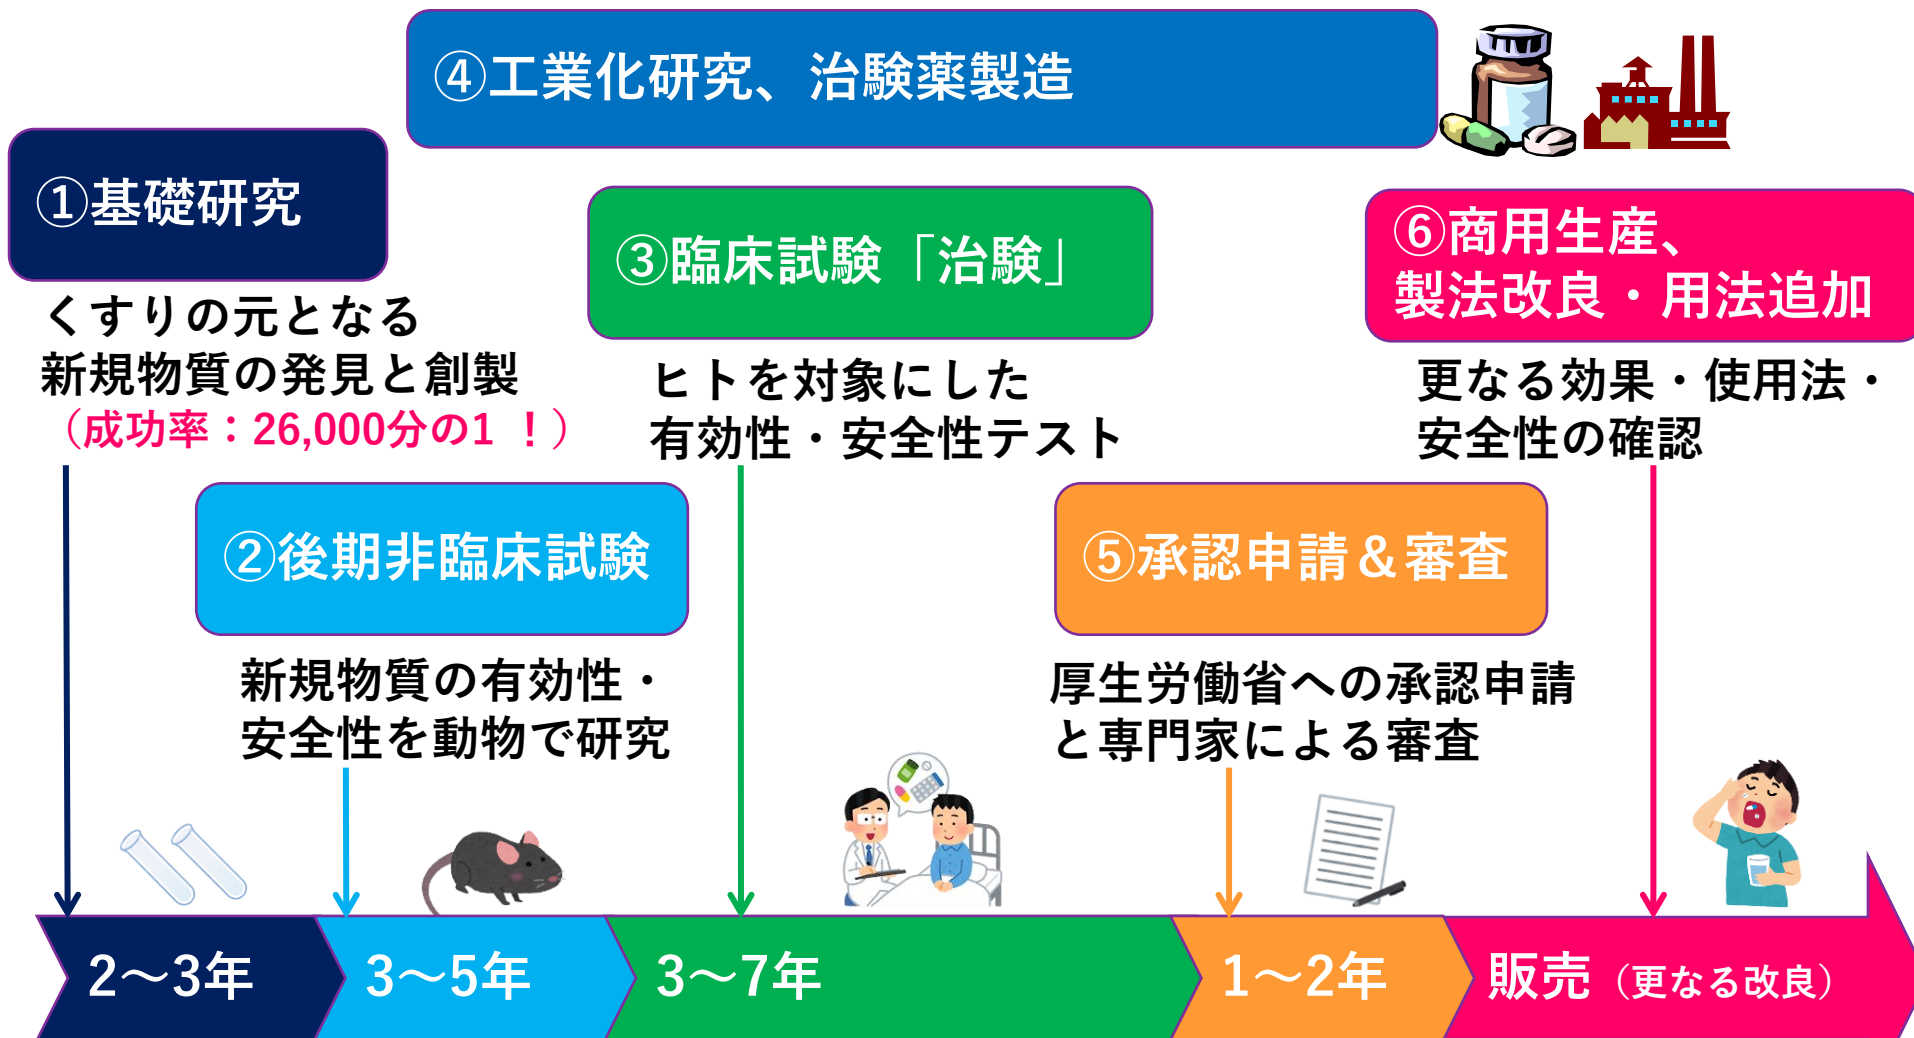 ④工業化研究、治験薬製造
①基礎研究
くすりの元となる
新規物質の発見と創製
（成功率：26,000分の1 ！）
②後期非臨床試験
新規物質の有効性・
安全性を動物で研究
③臨床試験「治験」
ヒトを対象にした
有効性・安全性テスト
⑤承認申請＆審査
厚生労働省への承認申請
と専門家による審査
⑥商用生産、
製法改良・用法追加
更なる効果・使用法・
安全性の確認
2～3年
3～5年
3～7年
1～2年
販売（更なる改良）